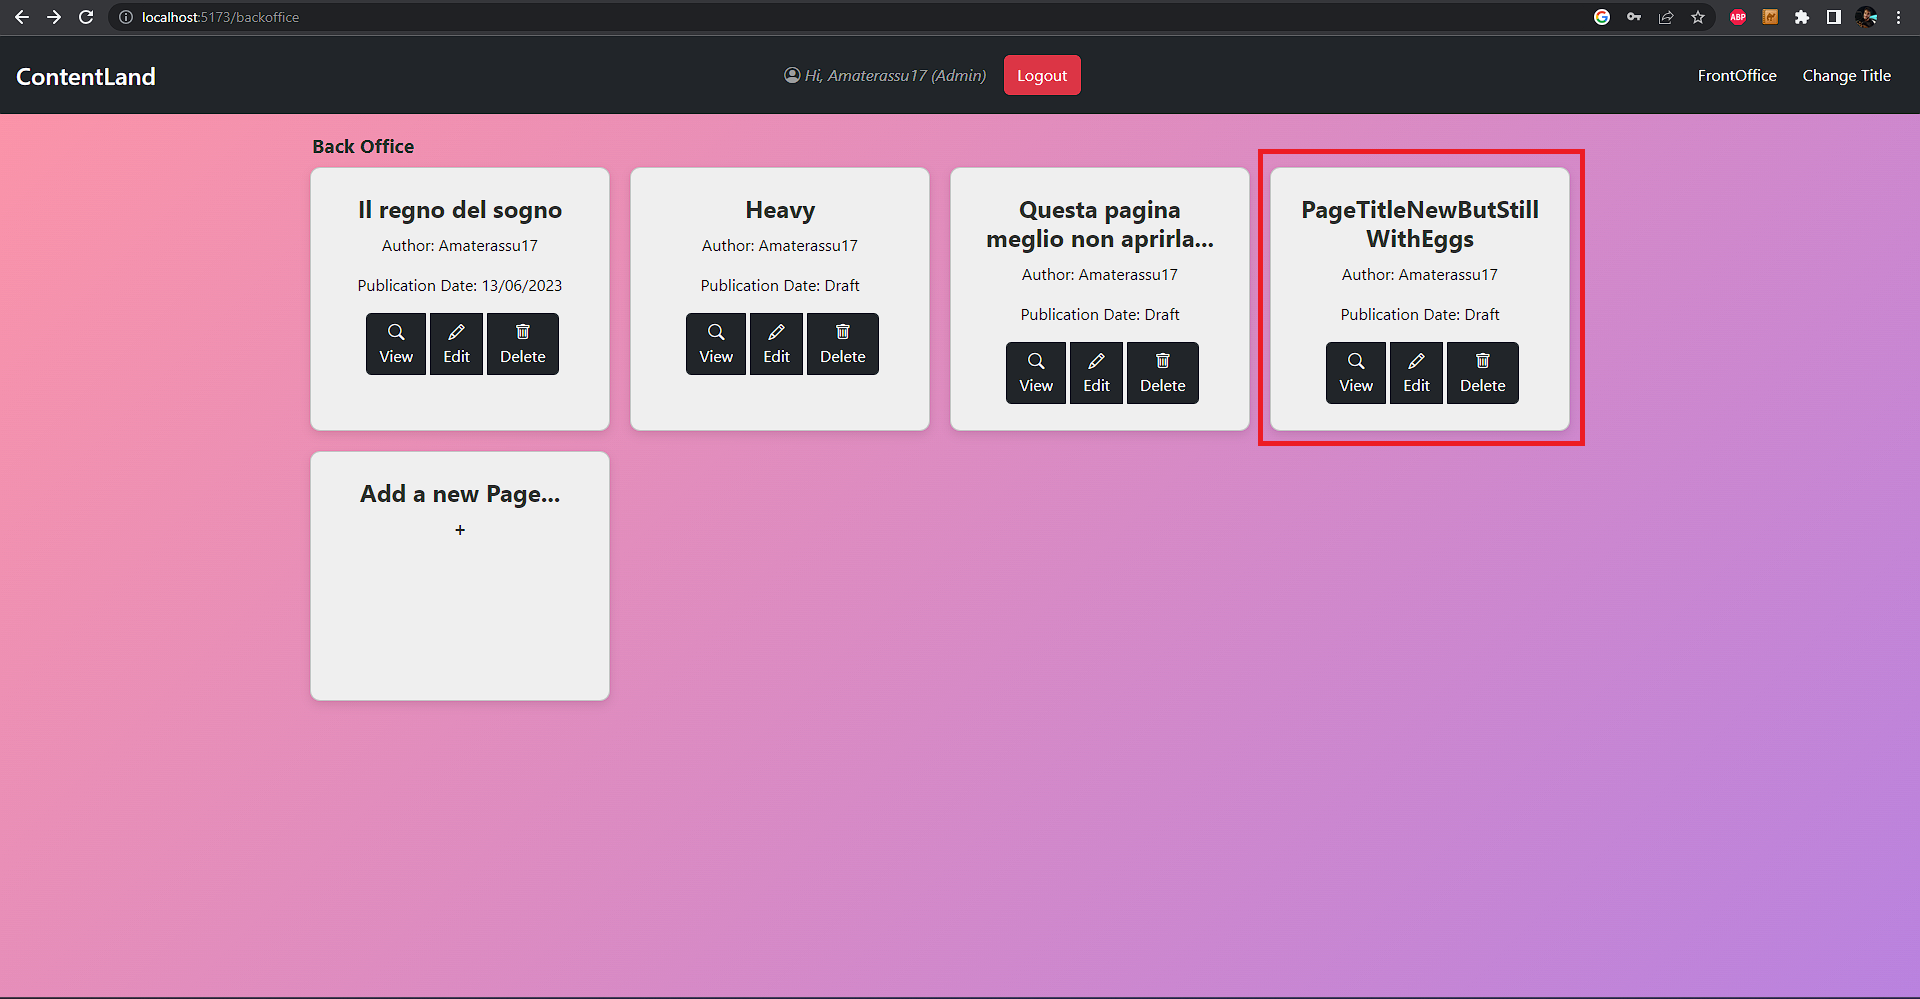 localhost:5173/backoffice
ABP
ContentLand
Hi, Amaterassu17 (Admin)
Logout
FrontOffice
Change Title
Back Office
Il regno del sogno
Author: Amaterassu17
Publication Date: 13/06/2023
View
Edit
Delete
Heavy
Author: Amaterassu17
Publication Date: Draft
View
Edit
Delete
Questa pagina
meglio non aprirla...
Author: Amaterassu17
Publication Date: Draft
View
Edit
Delete
PageTitleNewButStill
WithEggs
Author: Amaterassu17
Publication Date: Draft
View
Edit
Delete
Add a new Page...
+